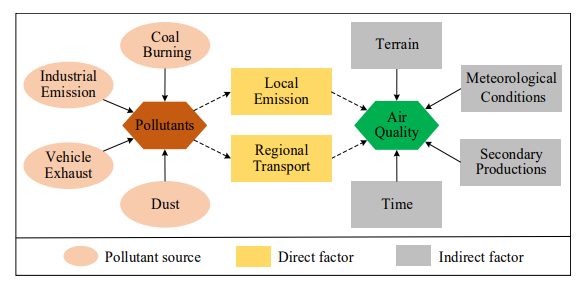 Coal
Burning
Industrial
Emission
Vehicle
Exhaust
Dust
Pollutants
Local
Emission
Regional
Transport
Terrain
Air
Quality
Time
Meteorological
Conditions
Secondary
Productions
Pollutant source
Direct factor
Indirect factor